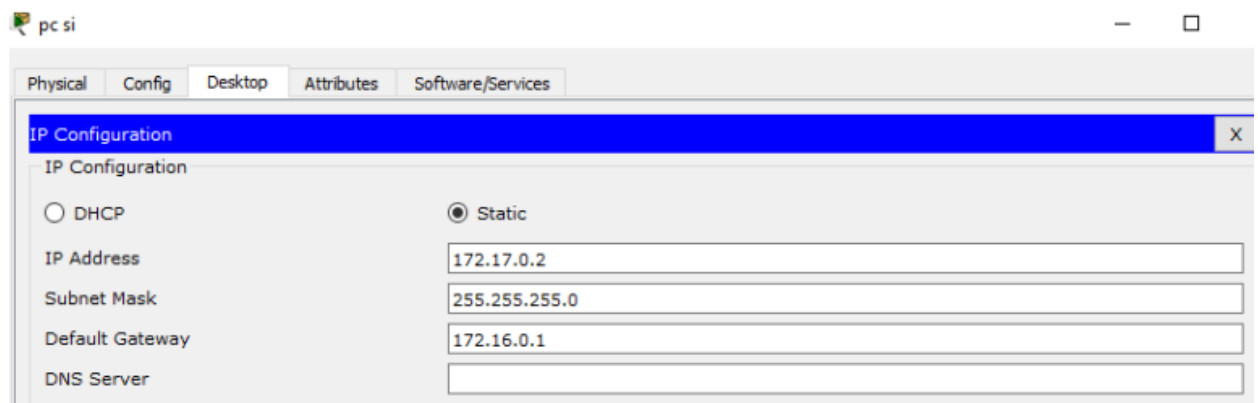 pc si
Physical Config Desktop Attributes Software/Services
IP Configuration X
IP Configuration
DHCP Static
IP Address 172.17.0.2
Subnet Mask 255.255.255.0
Default Gateway 172.16.0.1
DNS Server